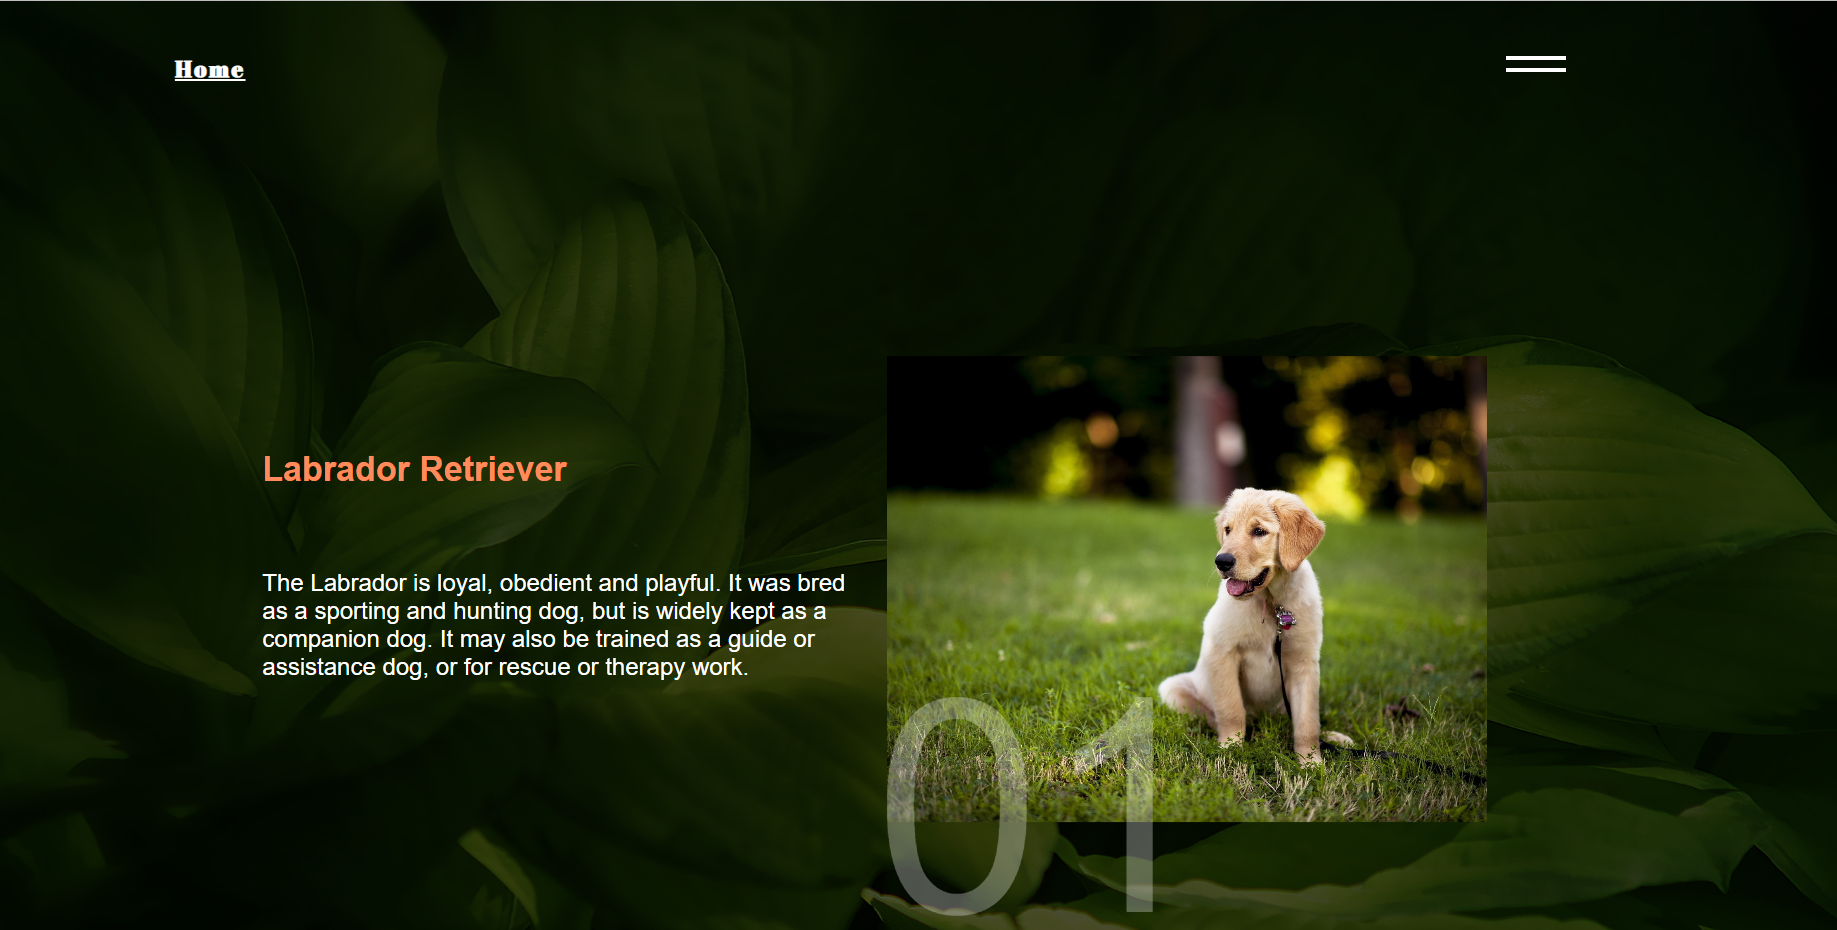 Home
Labrador Retriever
The Labrador is loyal, obedient and playful. It was bred
as a sporting and hunting dog, but is widely kept as a
companion dog. It may also be trained as a guide or
assistance dog, or for rescue or therapy work.
01